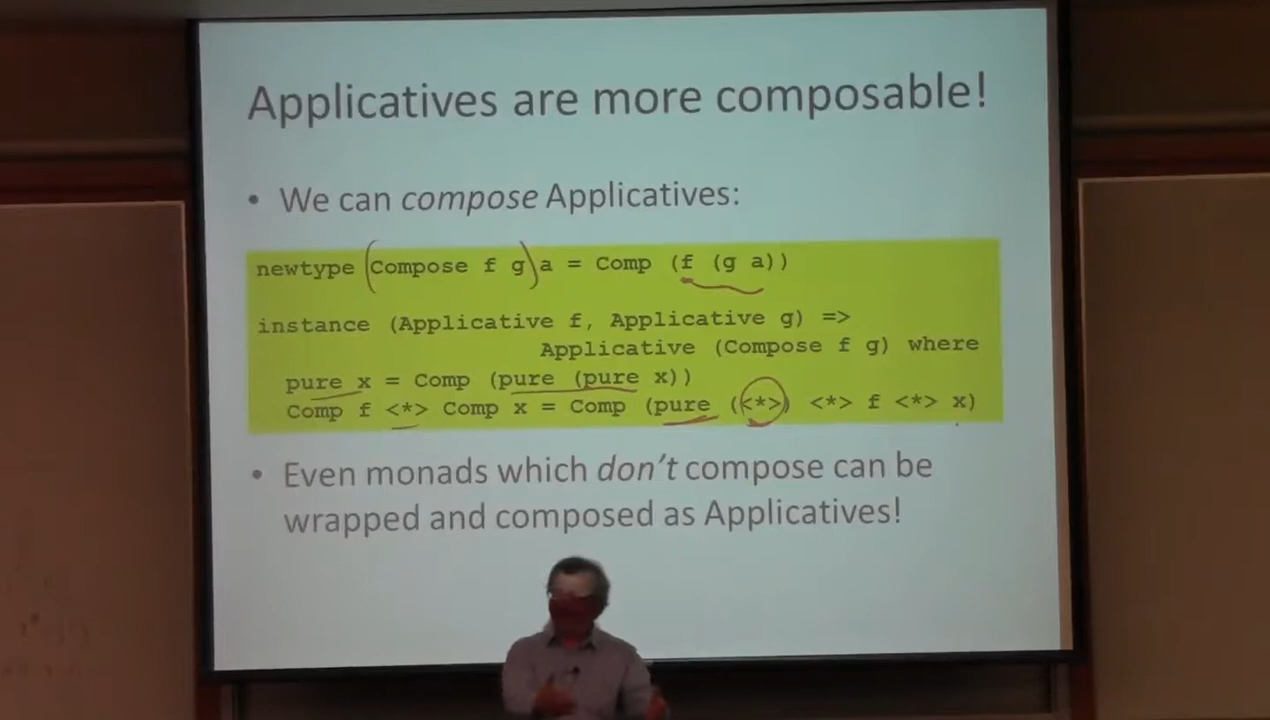 Applicatives are more composable!
• We can compose Applicatives:
newtype (Compose f g) a = Comp (f (g a))
instance (Applicative f, Applicative g) =>
Applicative (Compose f g) where
pure x = Comp (pure (pure x))
Comp f <*> Comp x = Comp (pure (<*>) <*> f <*> x)
• Even monads which don't compose can be
wrapped and composed as Applicatives!